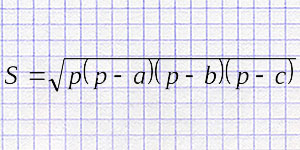 S = √p(p - a)(p - b)(p - c)